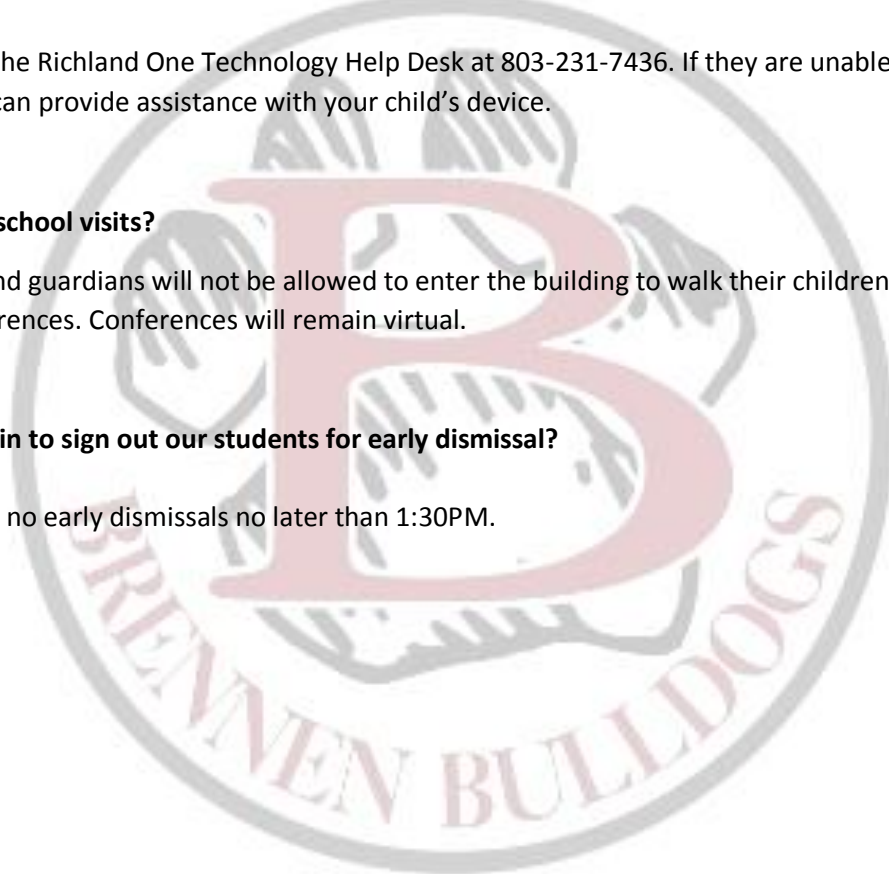 he Richland One Technology Help Desk at 803-231-7436. If they are unable
can provide assistance with your child's device.
school visits?
nd guardians will not be allowed to enter the building to walk their children
rences. Conferences will remain virtual.
in to sign out our students for early dismissal?
no early dismissals no later than 1:30PM.
B
BRENNEN BULLDOGS